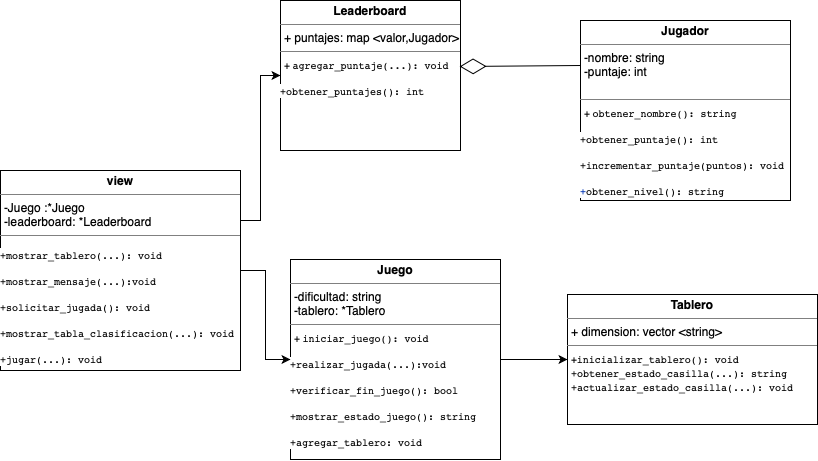 Leaderboard
+ puntajes: map <valor,Jugador>
+ agregar_puntaje(...): void
+obtener_puntajes(): int
Jugador
-nombre: string
-puntaje: int
+ obtener_nombre(): string
+obtener_puntaje(): int
+incrementar_puntaje(puntos): void
+obtener_nivel(): string
view
-Juego :*Juego
-leaderboard: *Leaderboard
+mostrar_tablero(...): void
+mostrar_mensaje(...):void
+solicitar_jugada(): void
+mostrar_tabla_clasificacion(...): void
+jugar(...): void
Juego
-dificultad: string
-tablero: *Tablero
+ iniciar_juego(): void
+realizar_jugada(...):void
+verificar_fin_juego(): bool
+mostrar_estado_juego(): string
+agregar_tablero: void
Tablero
+ dimension: vector <string>
+inicializar_tablero(): void
+obtener_estado_casilla(...): string
+actualizar_estado_casilla(...): void